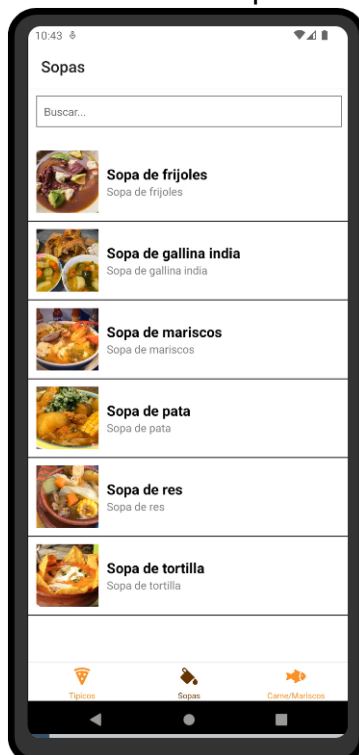 10:43
Sopas
Buscar...
Sopa de frijoles
Sopa de frijoles
Sopa de gallina india
Sopa de gallina india
Sopa de mariscos
Sopa de mariscos
Sopa de pata
Sopa de pata
Sopa de res
Sopa de res
Sopa de tortilla
Sopa de tortilla
Tipicos Sopas Carne/Mariscos